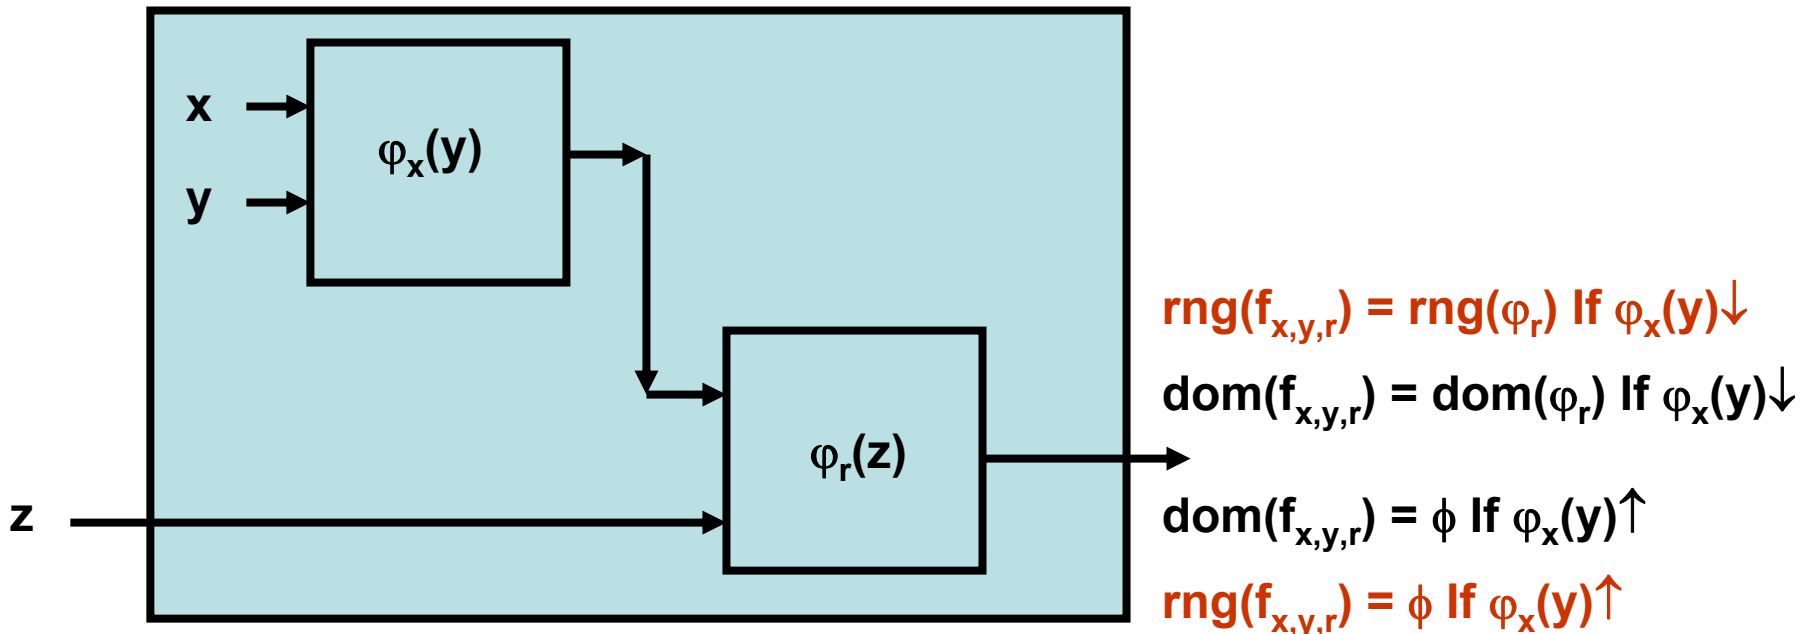 x
φx(y)
y
rng(fx,y,r) = rng(φr) If φx(y)↓
dom(fx,y,r) = dom(φr) If φx(y)↓
φr(z)
z
dom(fx,y,r) = ϕ If φx(y)↑
rng(fx,y,r) = ϕ If φx(y)↑